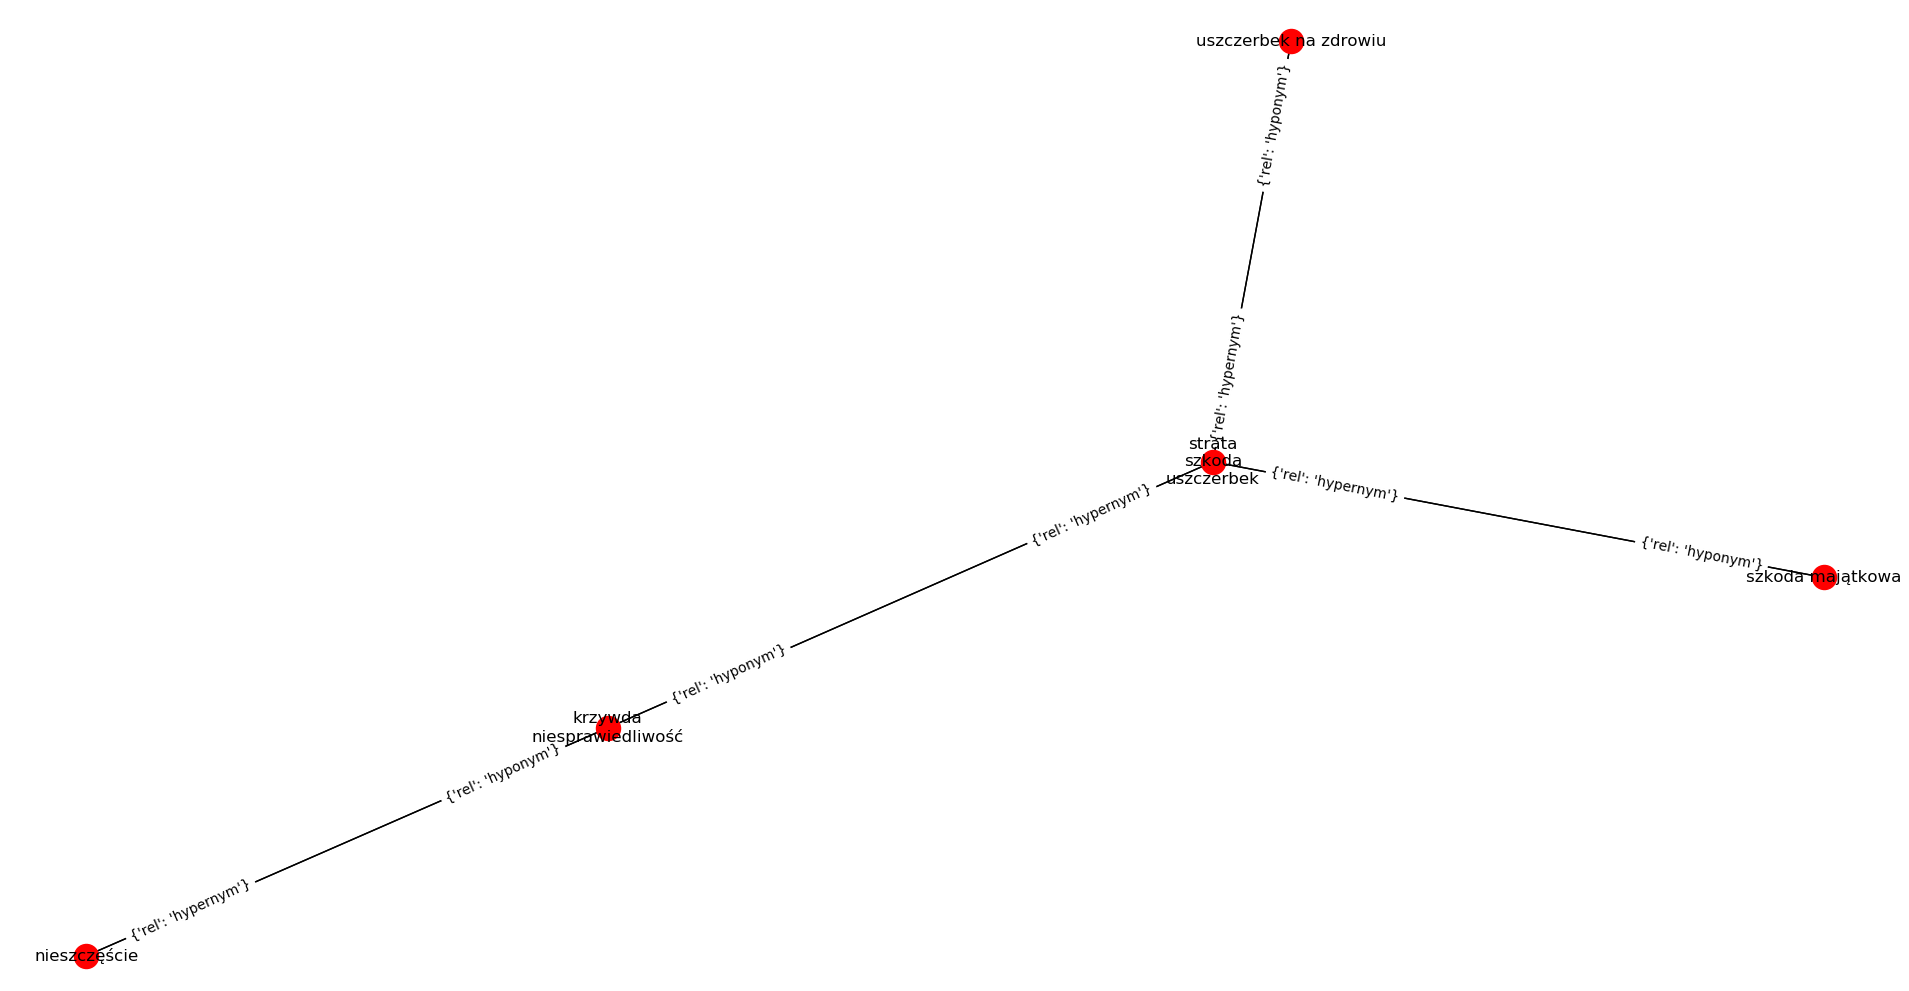 uszczerbek na zdrowiu
{'rel': 'hyponym'}
{'rel': 'hypernym'}
strata
szkoda
uszczerbek
{'rel': 'hypernym'}
{'rel': 'hyponym'}
szkoda majątkowa
{'rel': 'hypernym'}
{'rel': 'hyponym'}
krzywda
niesprawiedliwość
{'rel': 'hyponym'}
{'rel': 'hypernym'}
nieszczęście